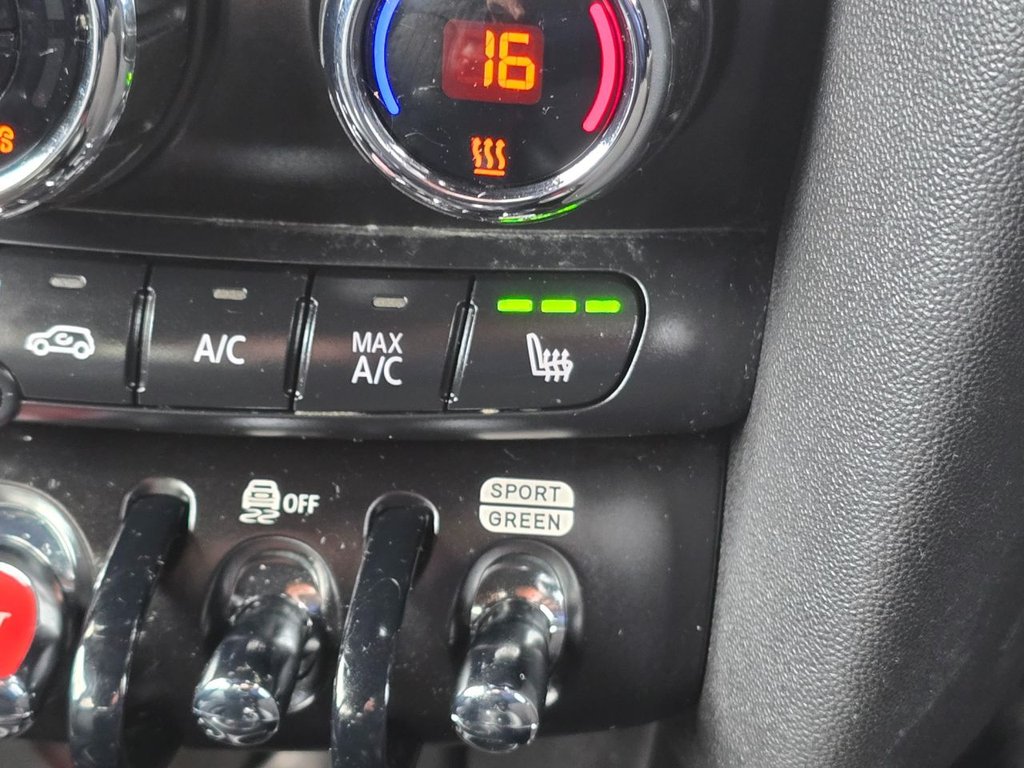 16
A/C
MAX
A/C
OFF
SPORT
GREEN